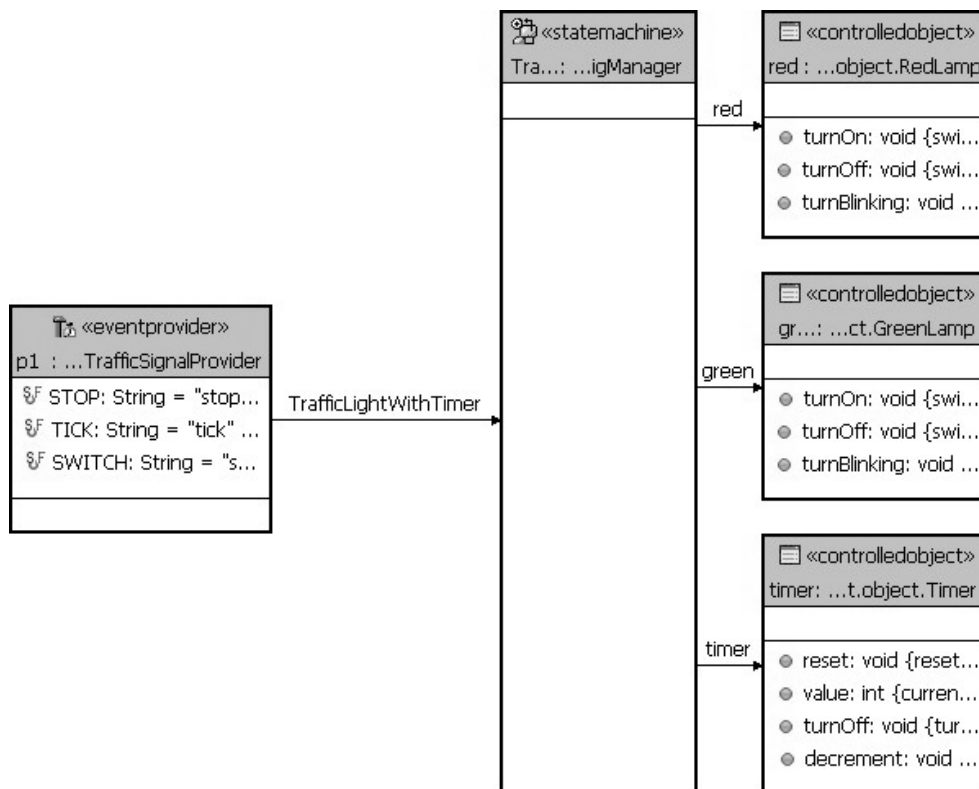 «statemachine»
Tra...: ...igManager
«controlledobject»
red : ...object.RedLamp
turnOn: void {swi...
turnOff: void {swi...
turnBlinking: void ...
red
«controlledobject»
gr...: ...ct.GreenLamp
turnOn: void {swi...
turnOff: void {swi...
turnBlinking: void ...
green
«eventprovider»
p1 : ...TrafficSignalProvider
STOP: String = "stop...
TICK: String = "tick" ...
SWITCH: String = "s...
TrafficLightWithTimer
«controlledobject»
timer: ...t.object.Timer
reset: void {reset...
value: int {curren...
turnOff: void {tur...
decrement: void ...
timer